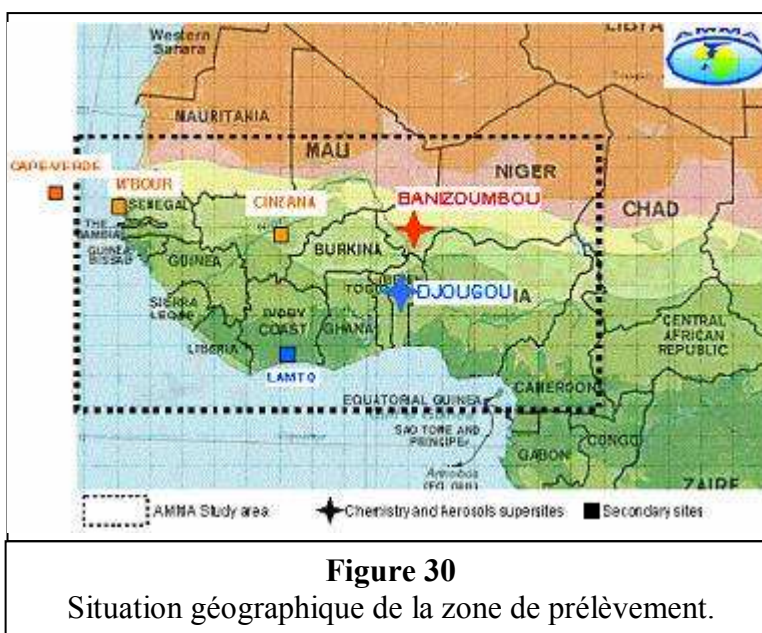 LIBYA
AMMA
Western
Sahara
MAURITANIA
MALI
NIGER
CHAD
CAPE-VERDE
M'BOUR
SENEGAL
CINZANA
BANIZOUMBOU
THE
GAMBIA
GUINEA
BISSAU
GUINEA
BURKINA
TOGO
DJOUGOU
IA
SIERRA
LEONE
IVORY
COAST
GHANA
LIBERIA
LAMTO
CENTRAL
AFRICAN
REPUBLIC
CAMEROON
EQUATORIAL GUINEA
SAO TOME AND
PRINCIPE
GABON
CONGO
ZAIRE
AMMA Study area
Chemistry and Aerosols supersites
Secondary sites
Figure 30
Situation géographique de la zone de prélèvement.